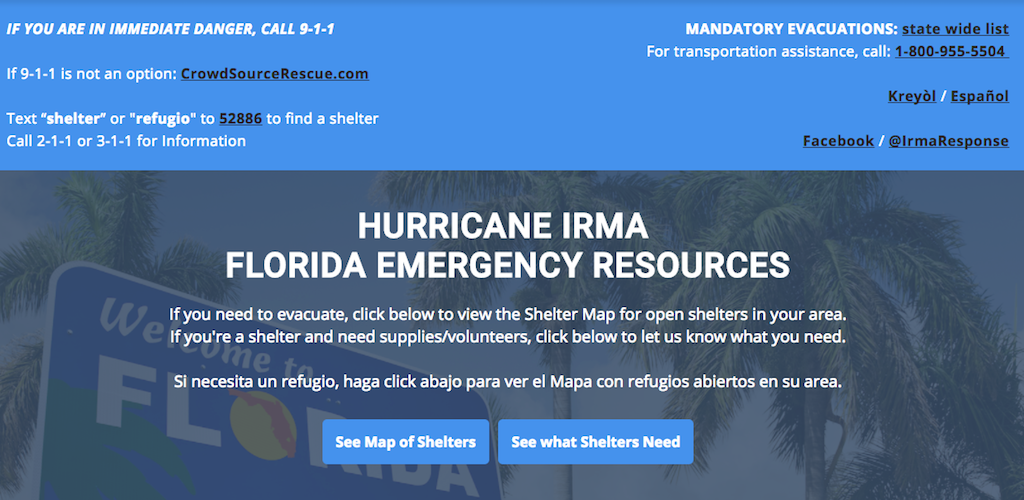 IF YOU ARE IN IMMEDIATE DANGER, CALL 9-1-1
If 9-1-1 is not an option: CrowdSourceRescue.com
Text “shelter” or "refugio" to 52886 to find a shelter
Call 2-1-1 or 3-1-1 for Information
MANDATORY EVACUATIONS: state wide list
For transportation assistance, call: 1-800-955-5504
Kreyòl / Español
Facebook / @IrmaResponse
HURRICANE IRMA
FLORIDA EMERGENCY RESOURCES
If you need to evacuate, click below to view the Shelter Map for open shelters in your area.
If you're a shelter and need supplies/volunteers, click below to let us know what you need.
Si necesita un refugio, haga click abajo para ver el Mapa con refugios abiertos en su area.
See Map of Shelters
See what Shelters Need
Welcome to
FLORIDA